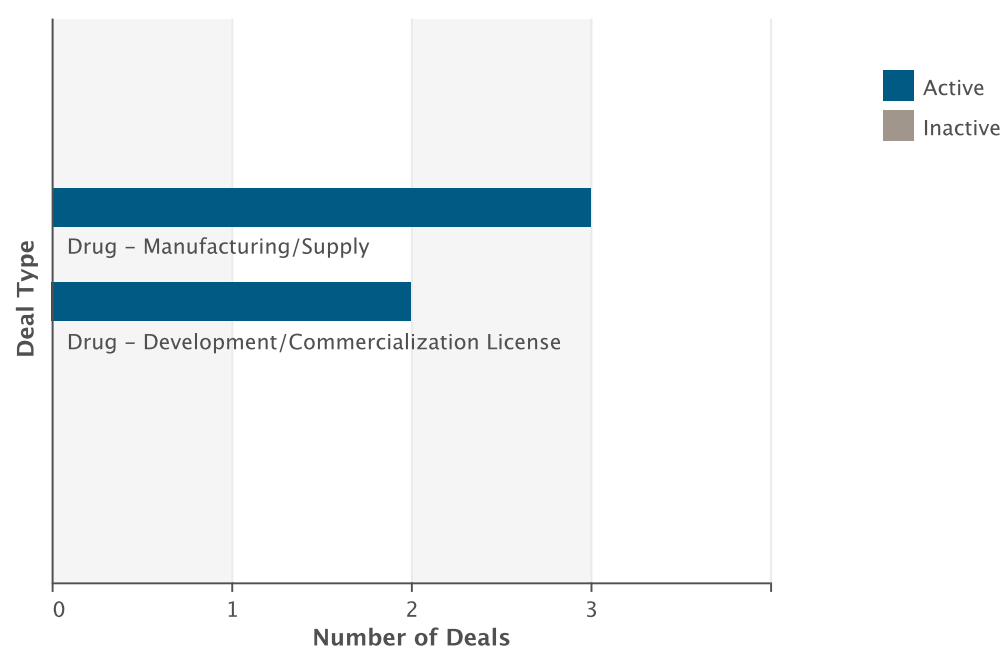 Active
Inactive
Deal Type
Drug – Manufacturing/Supply
Drug – Development/Commercialization License
0 1 2 3
Number of Deals